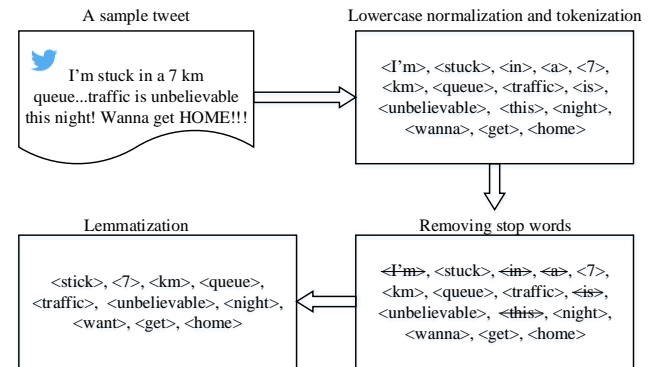 A sample tweet
I'm stuck in a 7 km
queue...traffic is unbelievable
this night! Wanna get HOME!!!
Lowercase normalization and tokenization
<I'm>, <stuck>, <in>, <a>, <7>,
<km>, <queue>, <traffic>, <is>,
<unbelievable>, <this>, <night>,
<wanna>, <get>, <home>
Removing stop words
<I'm>, <stuck>, <in>, <a>, <7>,
<km>, <queue>, <traffic>, <is>,
<unbelievable>, <this>, <night>,
<wanna>, <get>, <home>
Lemmatization
<stick>, <7>, <km>, <queue>,
<traffic>, <unbelievable>, <night>,
<want>, <get>, <home>